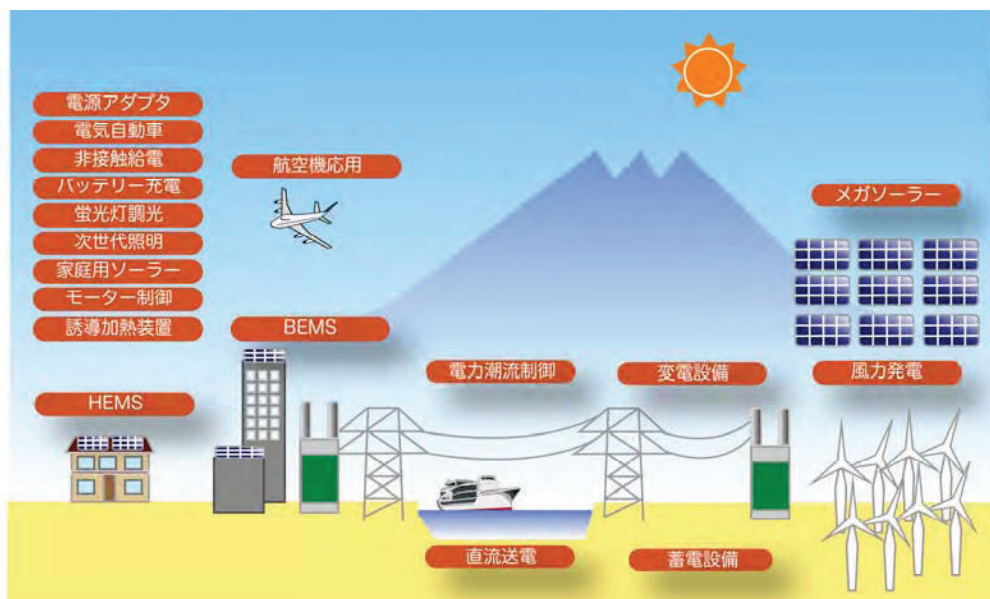 電源アダプタ
電気自動車
非接触給電
バッテリー充電
蛍光灯調光
次世代照明
家庭用ソーラー
モーター制御
誘導加熱装置
HEMS
航空機応用
BEMS
電力潮流制御
変電設備
メガソーラー
風力発電
直流送電
蓄電設備